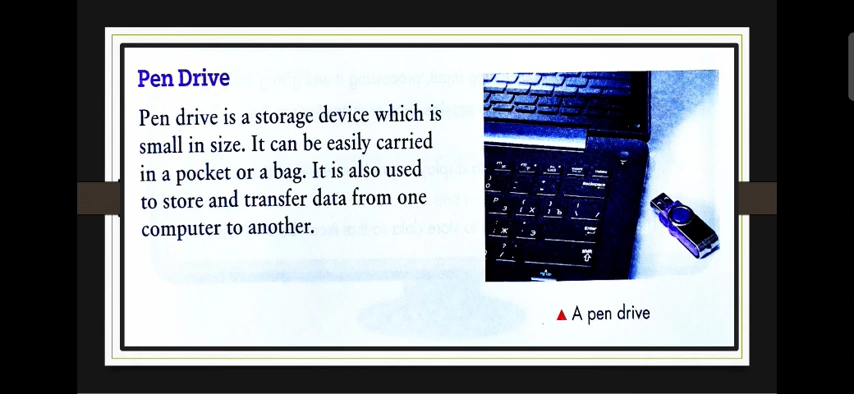 Pen Drive
Pen drive is a storage device which is
small in size. It can be easily carried
in a pocket or a bag. It is also used
to store and transfer data from one
computer to another.
▲ A pen drive